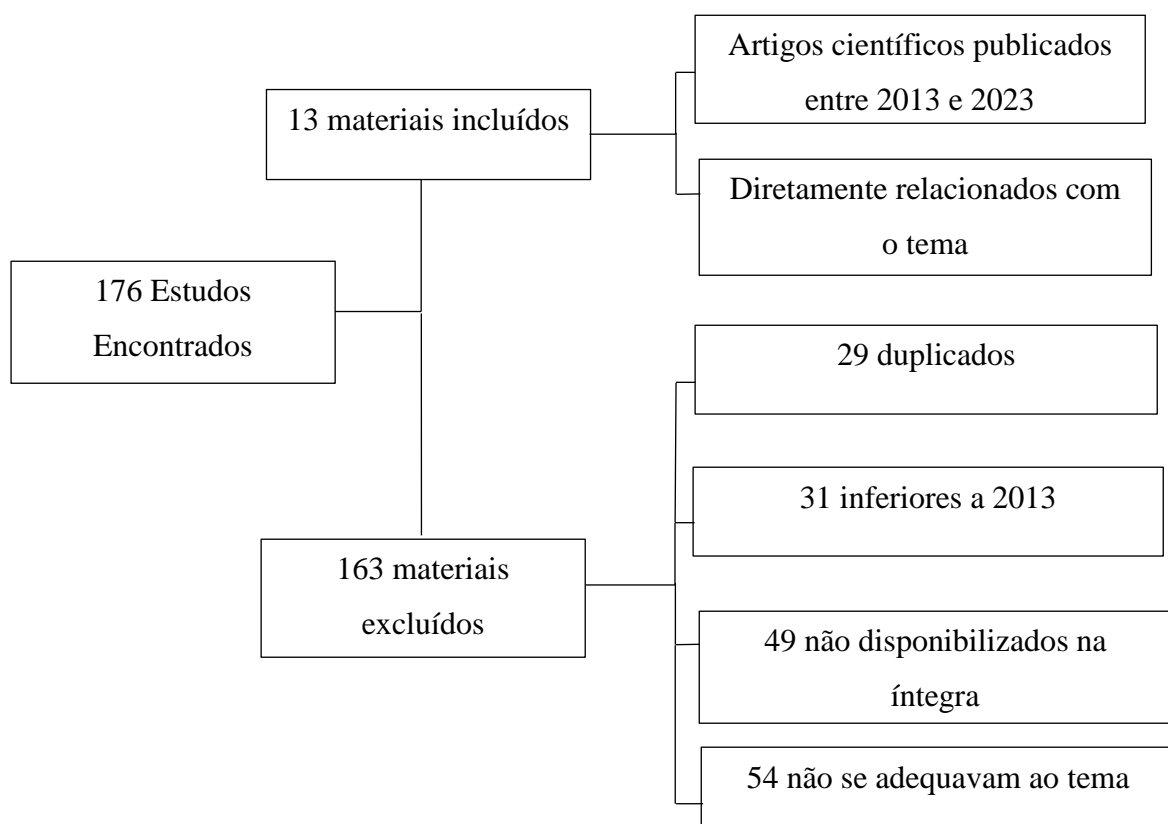 Artigos científicos publicados
entre 2013 e 2023
13 materiais incluídos
Diretamente relacionados com
o tema
176 Estudos
Encontrados
29 duplicados
31 inferiores a 2013
163 materiais
excluídos
49 não disponibilizados na
íntegra
54 não se adequavam ao tema